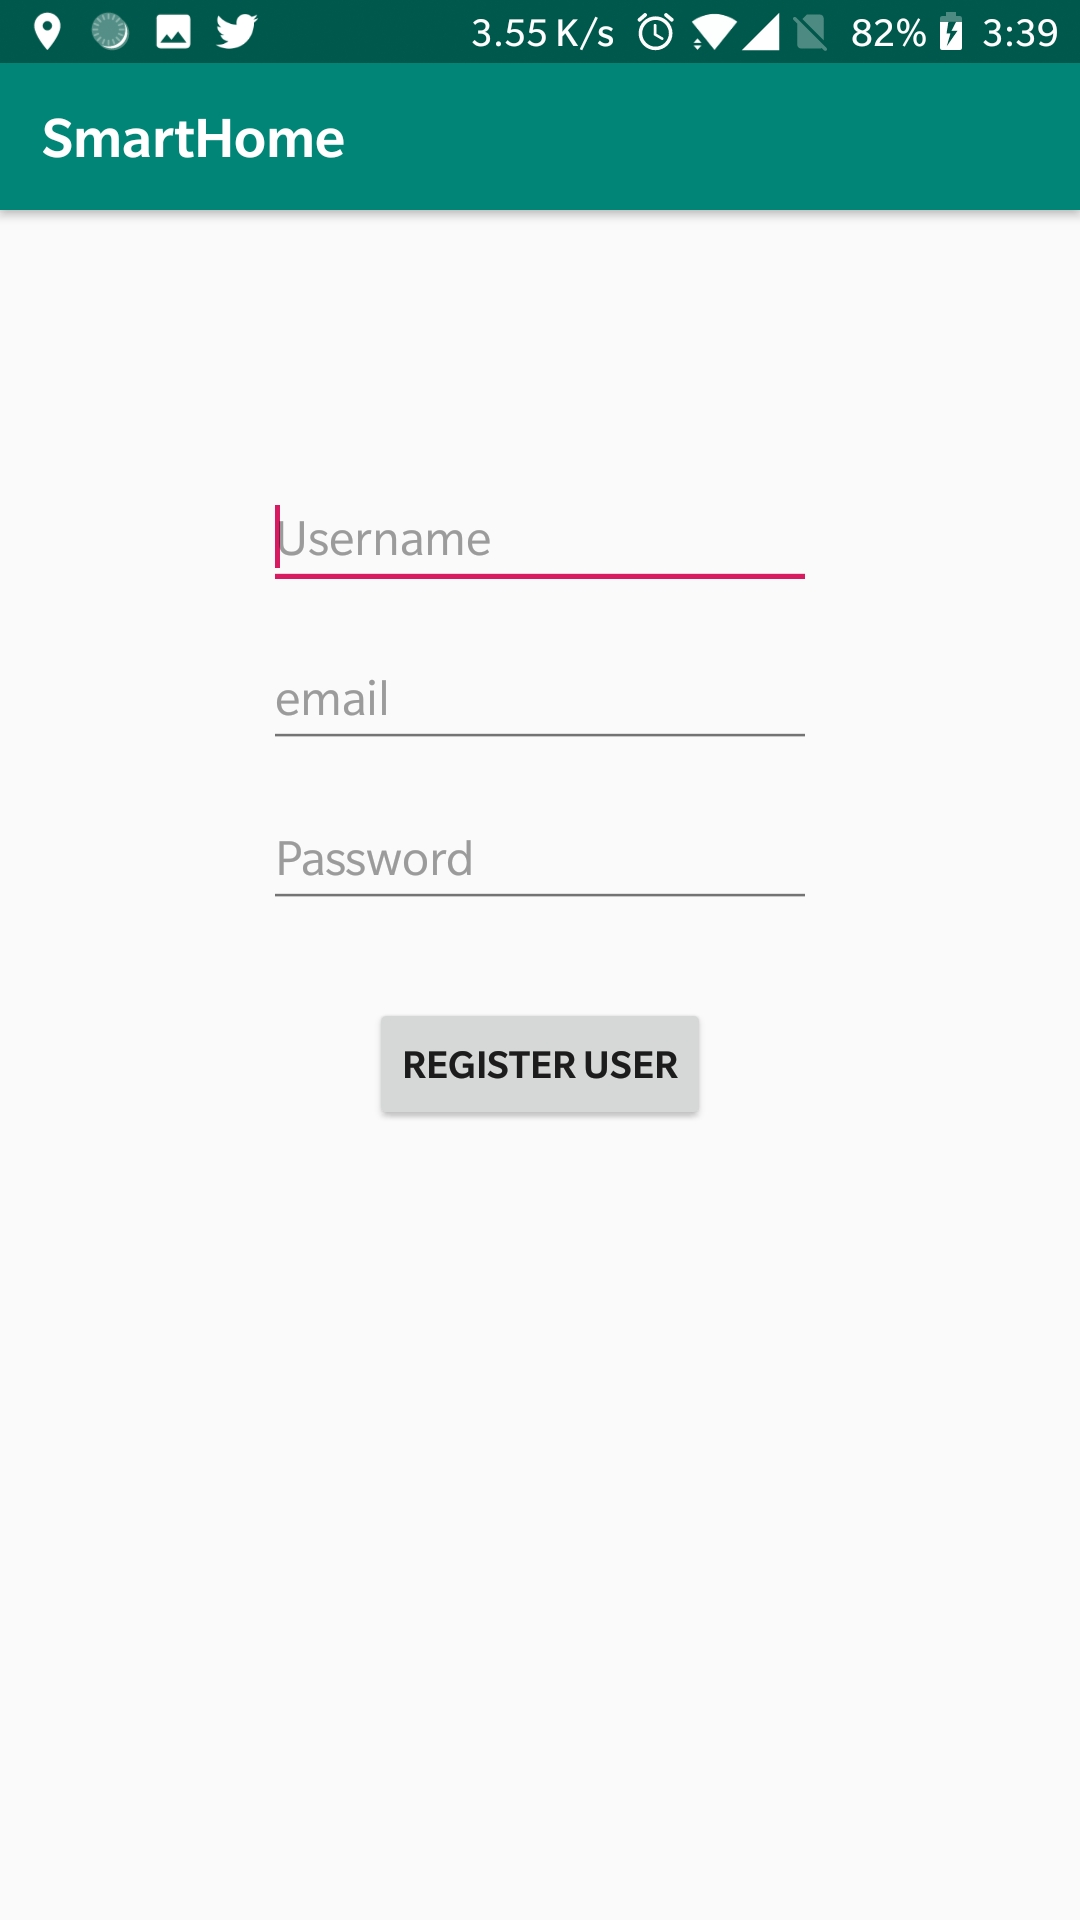 3.55 K/s 82% 3:39
SmartHome
Username
email
Password
REGISTER USER